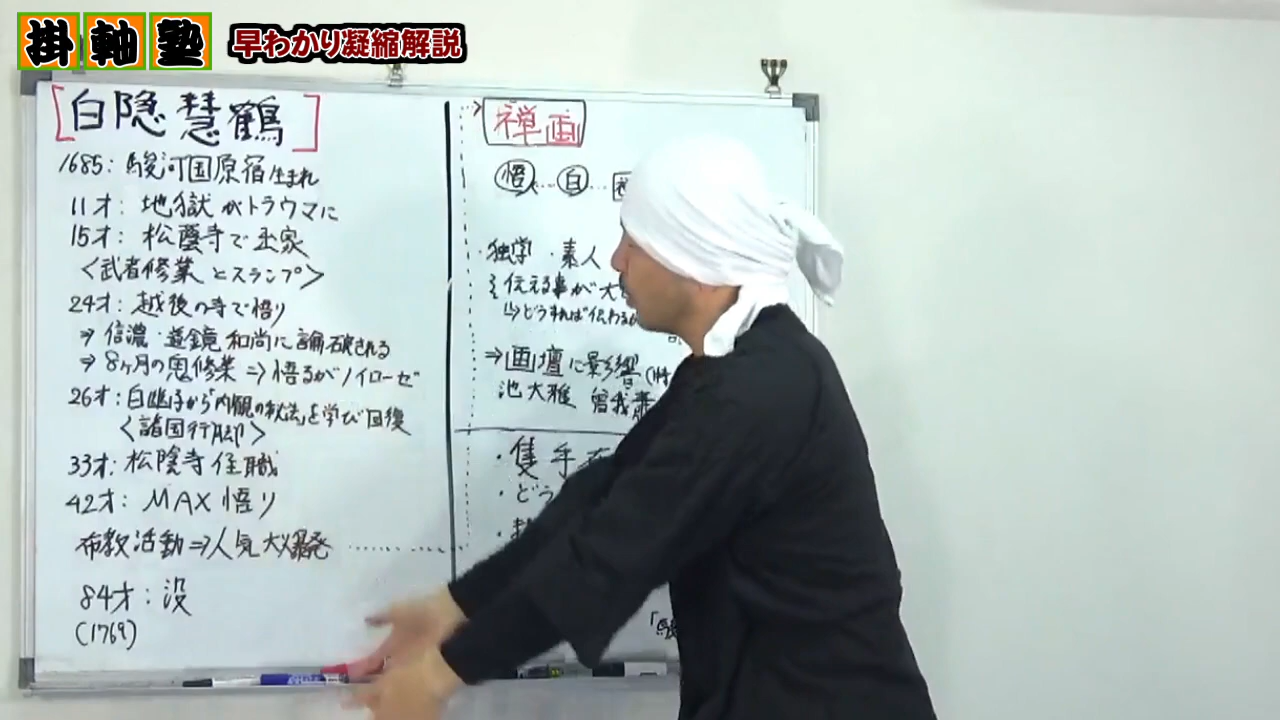 掛軸塾 早わかり凝縮解説
[白隠慧鶴]
1685: 駿河国原宿生まれ
11才: 地獄がトラウマに
15才: 松蔭寺で出家
<武者修業とスランプ>
24才: 越後の寺で悟り
⇒ 信濃・道鏡和尚に論破される
⇒ 8ヶ月の鬼修業 ⇒ 悟るがノイローゼ
26才: 白幽子から「内観の秘法」を学び回復
<諸国行脚>
33才: 松陰寺住職
42才: MAX悟り
布教活動⇒人気大爆発
84才: 没
(1769)
禅画
悟 … 白 …
・独学 ・素人
伝える事が大
↳どうすれば伝わるか
⇒画壇に影響(特
池大雅 曽我蕭
・隻手
・どう